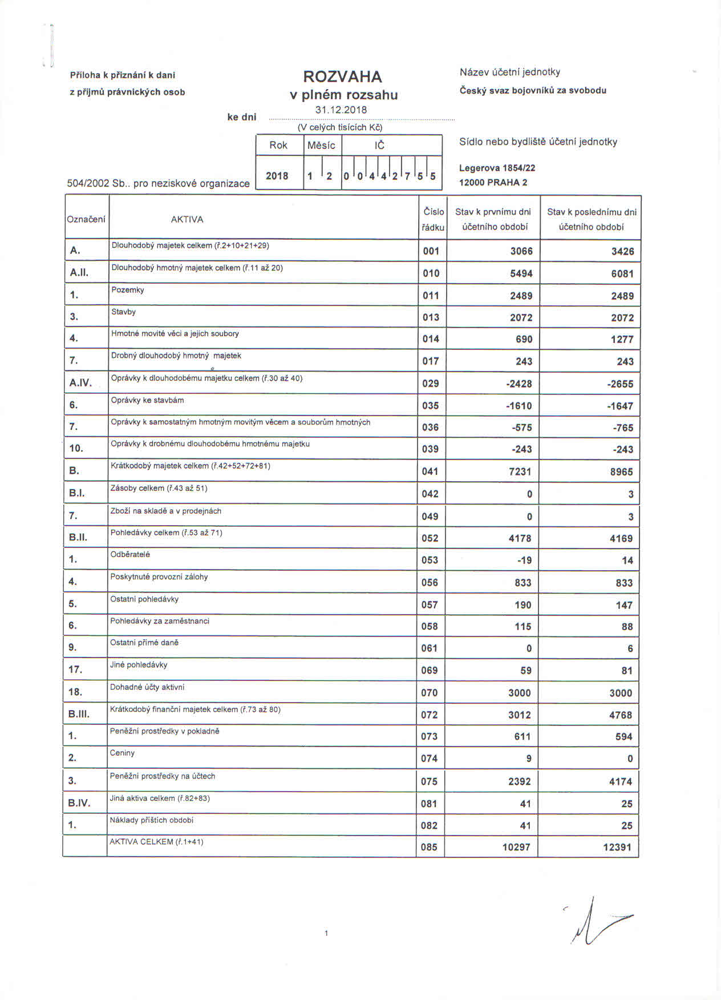 Příloha k přiznání k dani
z příjmů právnických osob
ROZVAHA
v plném rozsahu
ke dni 31.12.2018
(V celých tisících Kč)
Název účetní jednotky
Český svaz bojovníků za svobodu
Rok Měsíc IČ
2018 1 2 0 0 4 4 2 7 5 5
Sídlo nebo bydliště účetní jednotky
Legerova 1854/22
12000 PRAHA 2
504/2002 Sb.. pro neziskové organizace
Označení AKTIVA Číslo řádku Stav k prvnímu dni účetního období Stav k poslednímu dni účetního období
A. Dlouhodobý majetek celkem (ř.2+10+21+29) 001 3066 3426
A.II. Dlouhodobý hmotný majetek celkem (ř.11 až 20) 010 5494 6081
1. Pozemky 011 2489 2489
3. Stavby 013 2072 2072
4. Hmotné movité věci a jejich soubory 014 690 1277
7. Drobný dlouhodobý hmotný majetek 017 243 243
A.IV. Oprávky k dlouhodobému majetku celkem (ř.30 až 40) 029 -2428 -2655
6. Oprávky ke stavbám 035 -1610 -1647
7. Oprávky k samostatným hmotným movitým věcem a souborům hmotných 036 -575 -765
10. Oprávky k drobnému dlouhodobému hmotnému majetku 039 -243 -243
B. Krátkodobý majetek celkem (ř.42+52+72+81) 041 7231 8965
B.I. Zásoby celkem (ř.43 až 51) 042 0 3
7. Zboží na skladě a v prodejnách 049 0 3
B.II. Pohledávky celkem (ř.53 až 71) 052 4178 4169
1. Odběratelé 053 -19 14
4. Poskytnuté provozní zálohy 056 833 833
5. Ostatní pohledávky 057 190 147
6. Pohledávky za zaměstnanci 058 115 88
9. Ostatní přímé daně 061 0 6
17. Jiné pohledávky 069 59 81
18. Dohadné účty aktivní 070 3000 3000
B.III. Krátkodobý finanční majetek celkem (ř.73 až 80) 072 3012 4768
1. Peněžní prostředky v pokladně 073 611 594
2. Ceniny 074 9 0
3. Peněžní prostředky na účtech 075 2392 4174
B.IV. Jiná aktiva celkem (ř.82+83) 081 41 25
1. Náklady příštích období 082 41 25
AKTIVA CELKEM (ř.1+41) 085 10297 12391
1